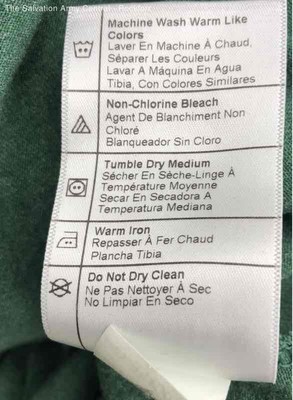 The Salvation Army Central
Machine Wash Warm Like
Colors
Laver En Machine À Chaud,
Séparer Les Couleurs
Lavar A Máquina En Agua
Tibia, Con Colores Similares
Non-Chlorine Bleach
Agent De Blanchiment Non
Chloré
Blanqueador Sin Cloro
Tumble Dry Medium
Sécher En Sèche-Linge À
Température Moyenne
Secar En Secadora A
Temperatura Mediana
Warm Iron
Repasser À Fer Chaud
Plancha Tibia
Do Not Dry Clean
Ne Pas Nettoyer À Sec
No Limpiar En Seco